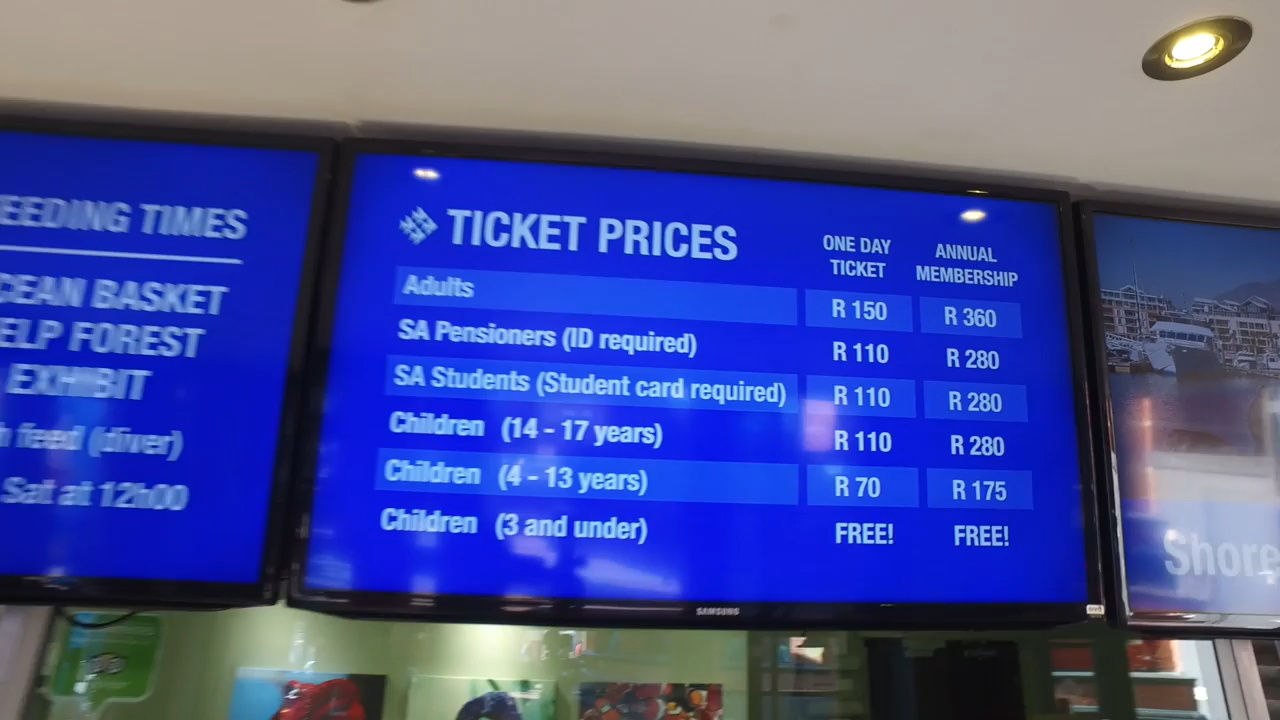 EEDING TIMES
CEAN BASKET
ELP FOREST
EXHIBIT
h feed (diver)
Sat at 12h00
TICKET PRICES
ONE DAY TICKET
ANNUAL MEMBERSHIP
Adults R 150 R 360
SA Pensioners (ID required) R 110 R 280
SA Students (Student card required) R 110 R 280
Children (14 - 17 years) R 110 R 280
Children (4 - 13 years) R 70 R 175
Children (3 and under) FREE! FREE!
SAMSUNG
Shore